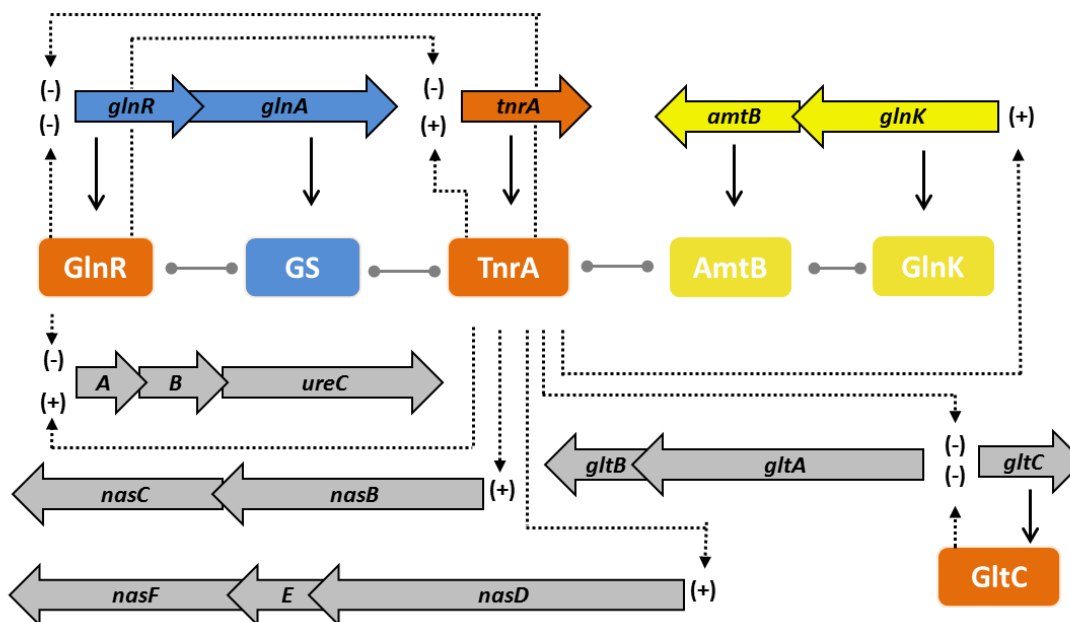 (-) (-)
glnR glnA tnrA amtB glnK (+)
(-) (+)
GlnR GS TnrA AmtB GlnK
(-)
A B ureC
(+)
gltB gltA (-) gltC
(-)
nasC nasB (+)
GltC
nasF E nasD (+)